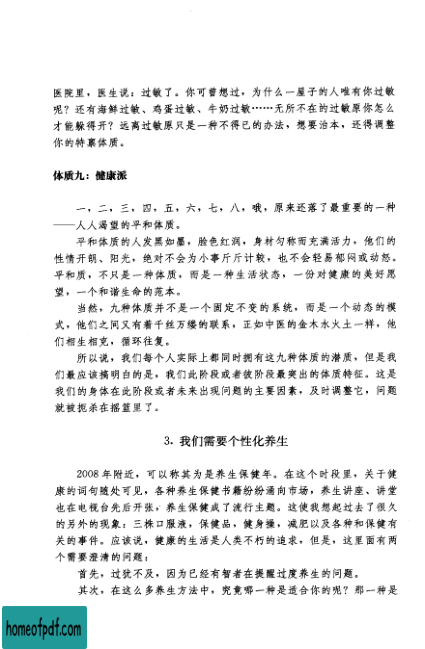 医院里，医生说：过敏了。你可曾想过，为什么一屋子的人唯有你过敏
呢？还有海鲜过敏、鸡蛋过敏、牛奶过敏……无所不在的过敏原你怎么
才能躲得开？远离过敏原只是一种不得已的办法，想要治本，还得调整
你的特禀体质。
体质九：健康派
一，二，三，四，五，六，七，八，哦，原来还落了最重要的一种
——人人渴望的平和体质。
平和体质的人发黑如墨，脸色红润，身材匀称而充满活力，他们的
性情开朗、阳光，绝对不会为小事斤斤计较，也不会轻易郁闷或动怒。
平和质，不只是一种体质，而是一种生活状态，一份对健康的美好愿
望，一个和谐生命的范本。
当然，九种体质并不是一个固定不变的系统，而是一个动态的模
式，他们之间又有着千丝万缕的联系，正如中医的金木水火土一样，他
们相生相克，循环往复。
所以说，我们每个人实际上都同时拥有这九种体质的潜质，但是我
们最应该搞明白的是，我们此阶段或者彼阶段最突出的体质特征。这是
我们的身体在此阶段或者未来出现问题的主要因素，及时调整它，问题
就被扼杀在摇篮里了。
3. 我们需要个性化养生
2008年附近，可以称其为是养生保健年。在这个时段里，关于健
康的词句随处可见，各种养生保健书籍纷纷涌向市场，养生讲座、讲堂
也在电视台先后开张，养生保健成了流行主题。这使我想起过去了很久
的另外的现象：三株口服液，保健品，健身操，减肥以及各种和保健有
关的事件。应该说，健康的生活是人类不朽的追求，但是，这里面有两
个需要澄清的问题：
首先，过犹不及，因为已经有智者在提醒过度养生的问题。
其次，在这么多养生方法中，究竟哪一种是适合你的呢？那一种是
homeofpdf.com